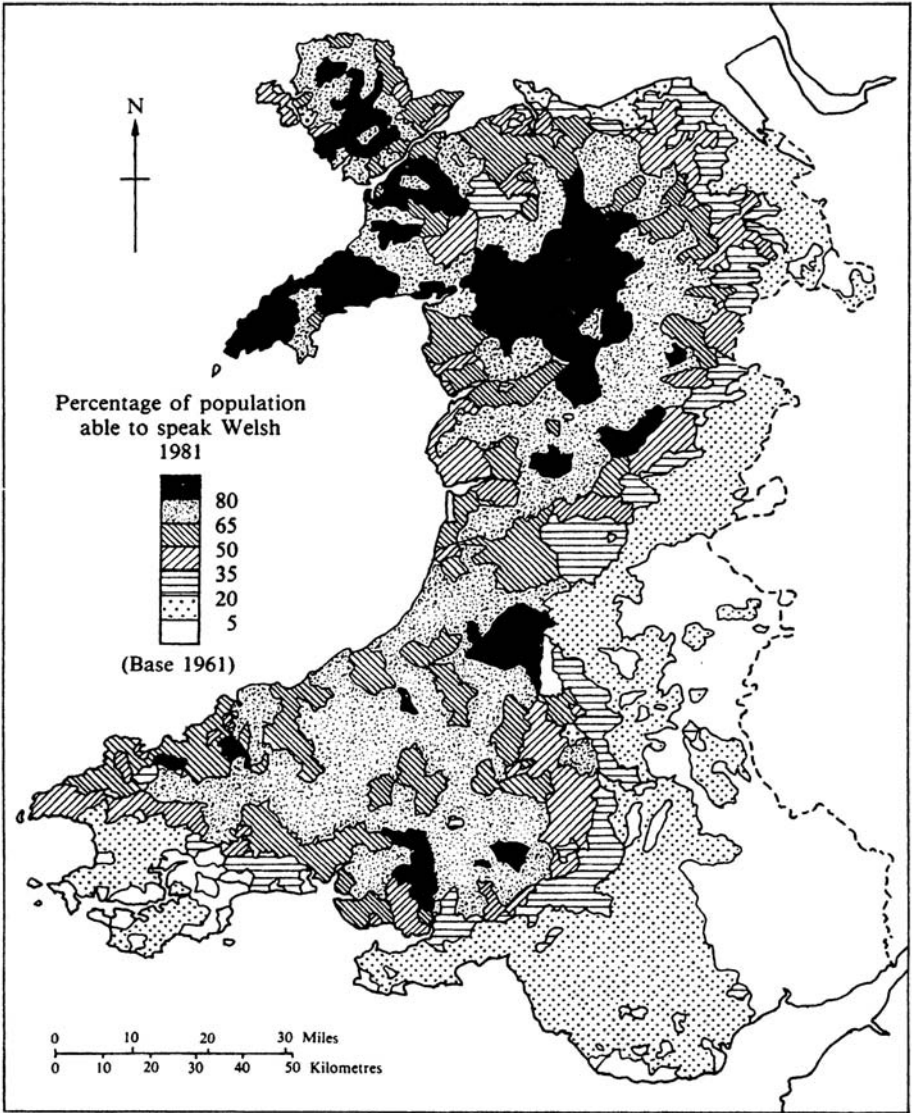 N
Percentage of population
able to speak Welsh
1981
80
65
50
35
20
5
(Base 1961)
0 10 20 30 Miles
0 10 20 30 40 50 Kilometres